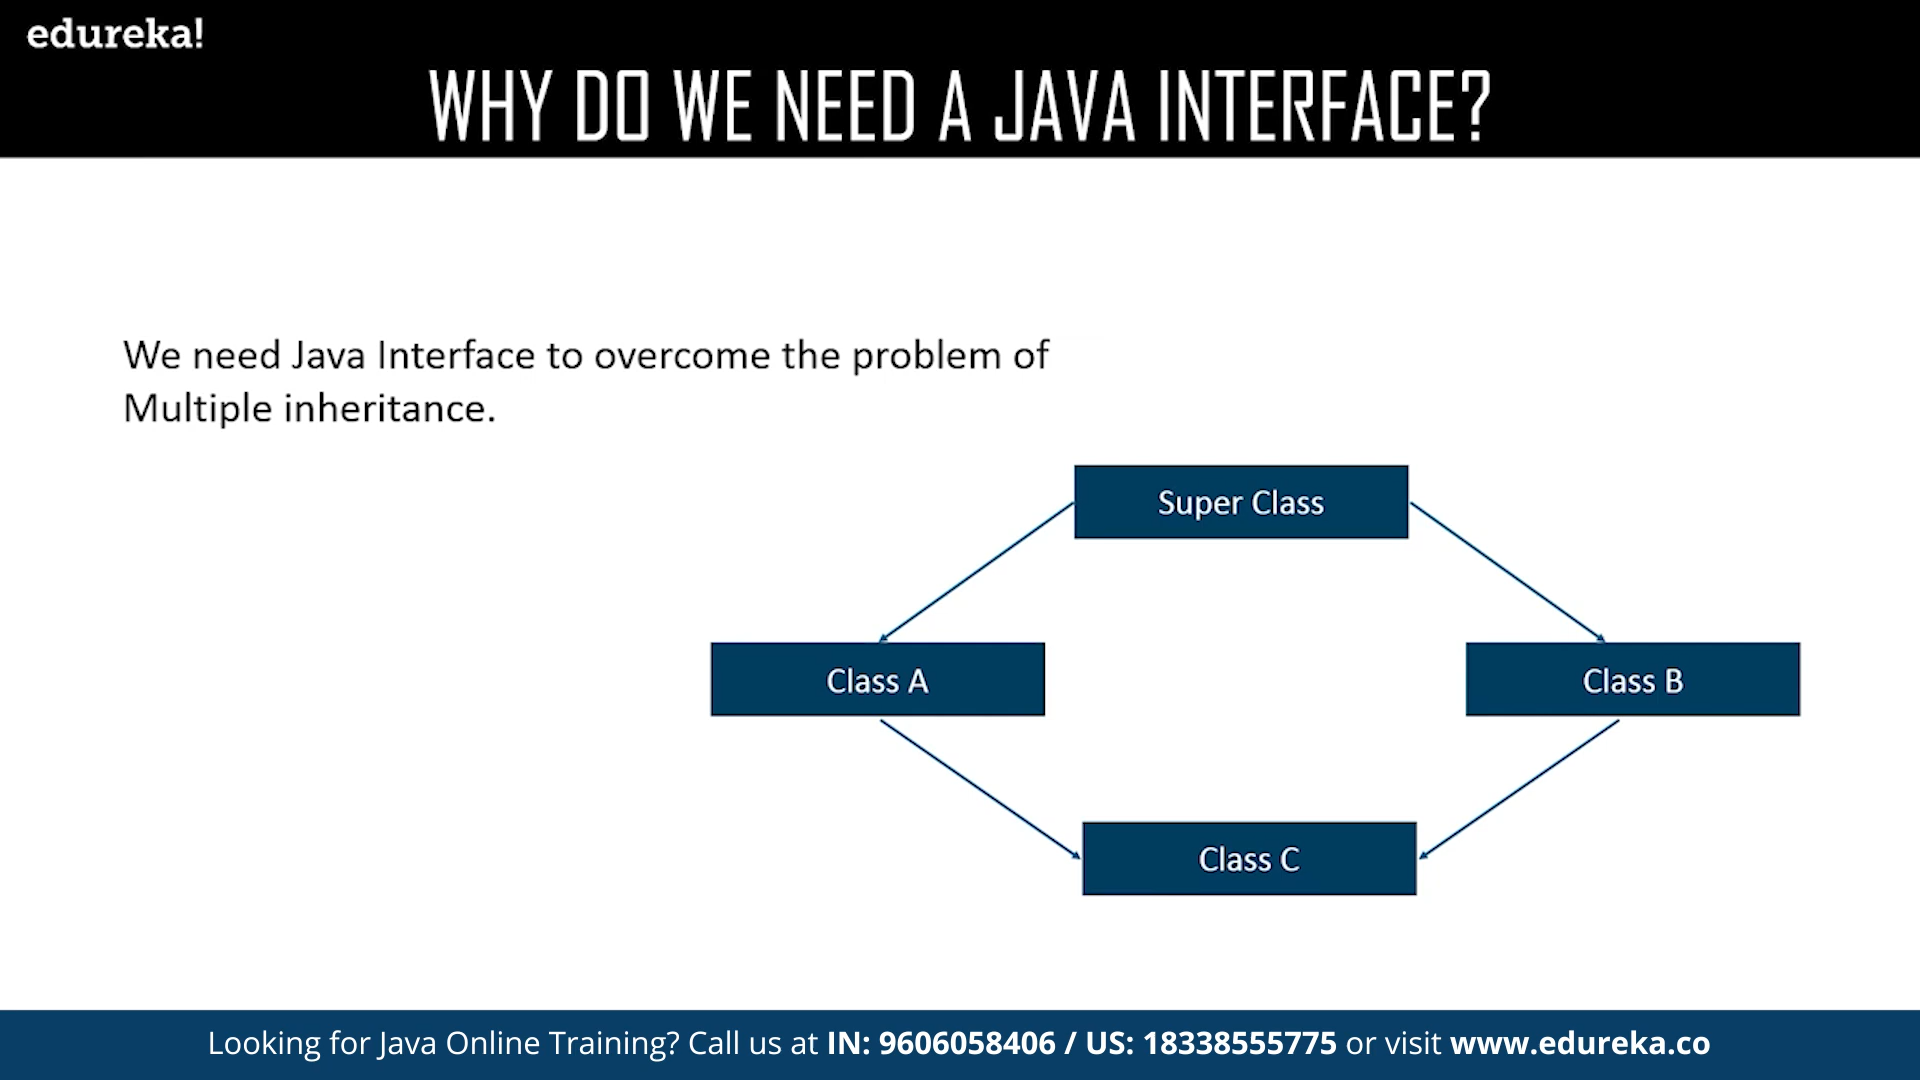 edureka!
WHY DO WE NEED A JAVA INTERFACE?
We need Java Interface to overcome the problem of
Multiple inheritance.
Super Class
Class A
Class B
Class C
Looking for Java Online Training? Call us at IN: 9606058406 / US: 18338555775 or visit www.edureka.co